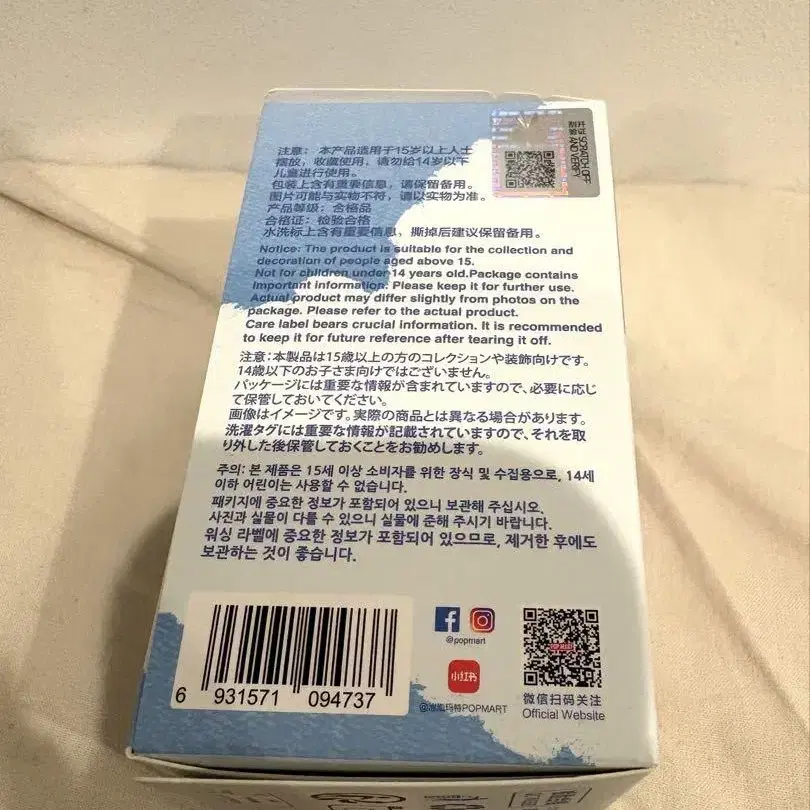 注意： 本产品适用于15岁以上人士
摆放，收藏使用，请勿给14岁以下
儿童进行使用。
包装上含有重要信息，请保留备用。
图片可能与实物不符，请以实物为准。
产品等级：合格品
合格证：检验合格
水洗标上含有重要信息，撕掉后建议保留备用。
Notice: The product is suitable for the collection and
decoration of people aged above 15.
Not for children under 14 years old.Package contains
Important information. Please keep it for further use.
Actual product may differ slightly from photos on the
package. Please refer to the actual product.
Care label bears crucial information. It is recommended
to keep it for future reference after tearing it off.
注意：本製品は15歳以上の方のコレクションや装飾向けです。
14歳以下のお子さま向けではございません。
パッケージには重要な情報が含まれていますので、必要に応じ
て保管しておいてください。
画像はイメージです。実際の商品とは異なる場合があります。
洗濯タグには重要な情報が記載されていますので、それを取
り外した後保管しておくことをお勧めします。
주의: 본 제품은 15세 이상 소비자를 위한 장식 및 수집용으로, 14세
이하 어린이는 사용할 수 없습니다.
패키지에 중요한 정보가 포함되어 있으니 보관해 주십시오.
사진과 실물이 다를 수 있으니 실물에 준해 주시기 바랍니다.
워싱 라벨에 중요한 정보가 포함되어 있으므로, 제거한 후에도
보관하는 것이 좋습니다.
SCRATCH OFF
AND VERIFY
6 931571 094737
@popmart
小红书
@泡泡玛特POPMART
POP MART
微信扫码关注
Official Website